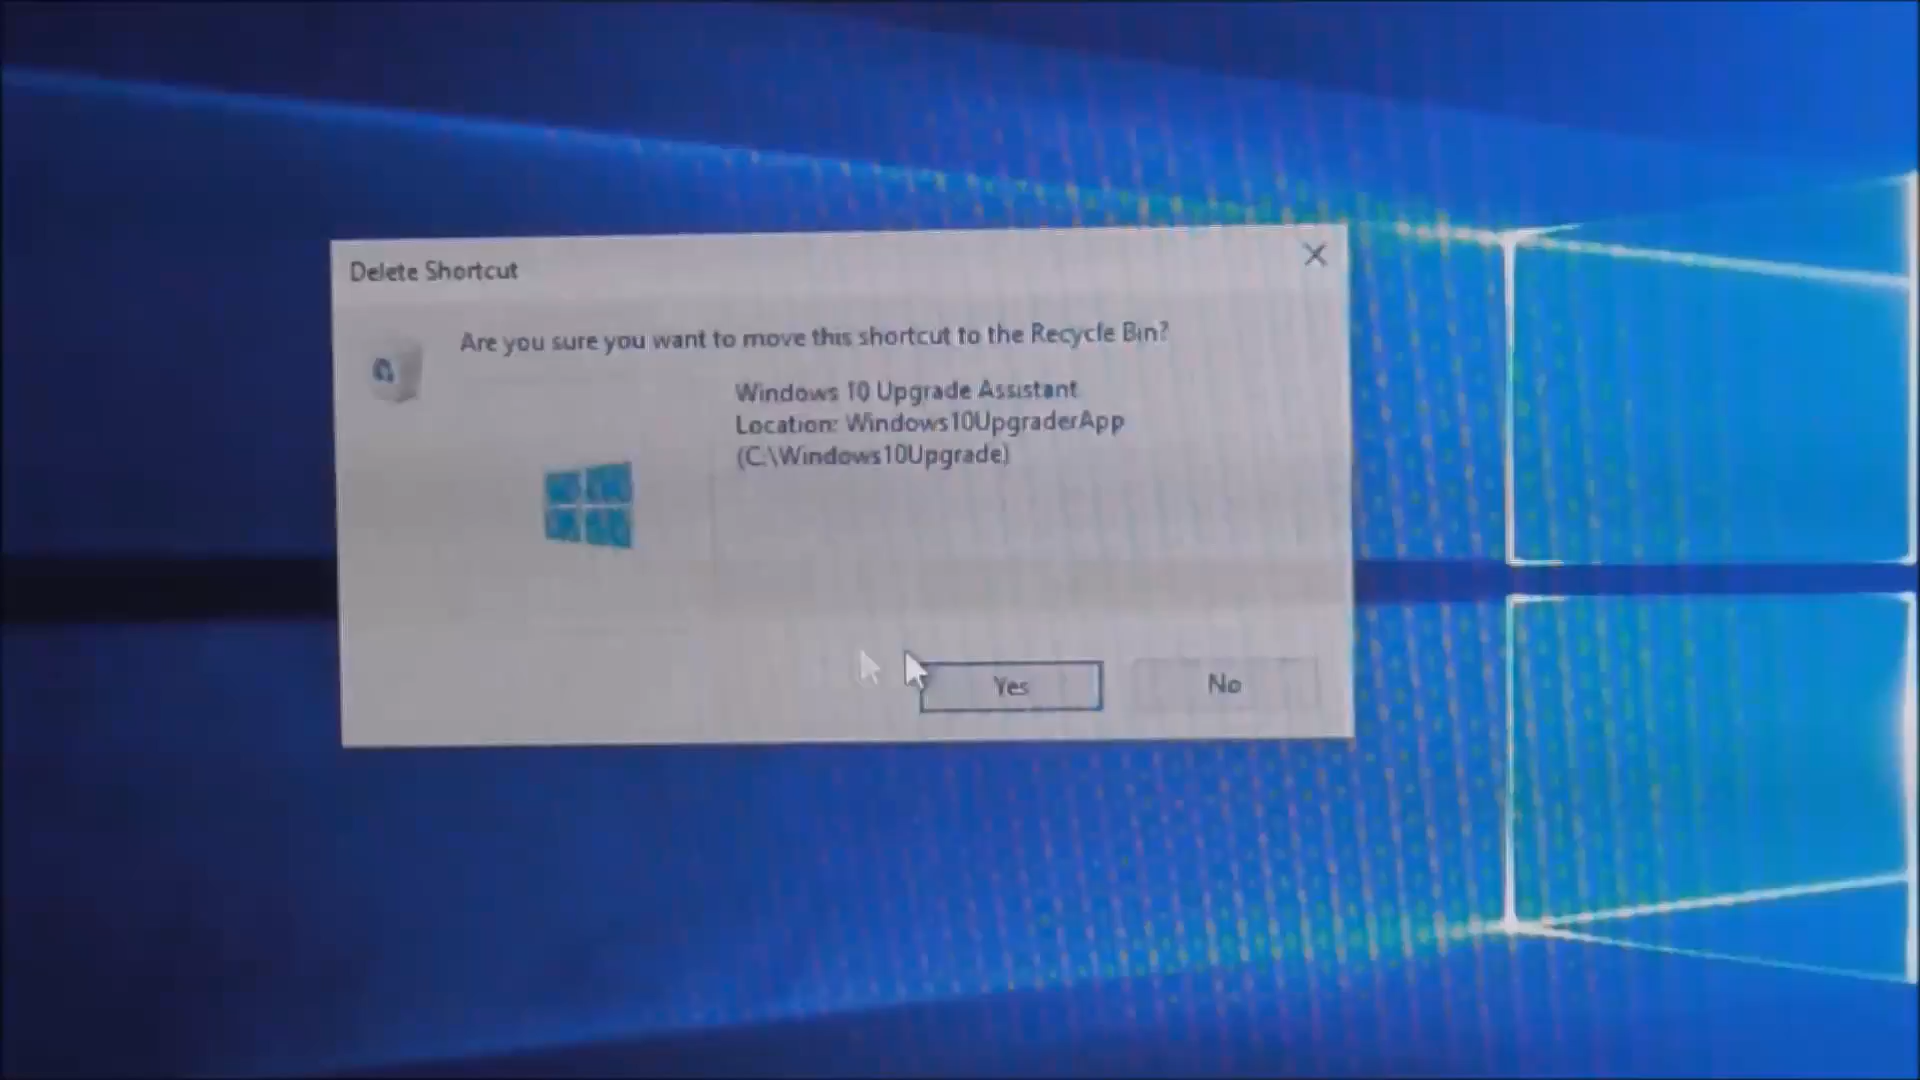 Delete Shortcut
Are you sure you want to move this shortcut to the Recycle Bin?
Windows 10 Upgrade Assistant
Location: Windows10UpgraderApp
(C:\Windows10Upgrade)
Yes
No